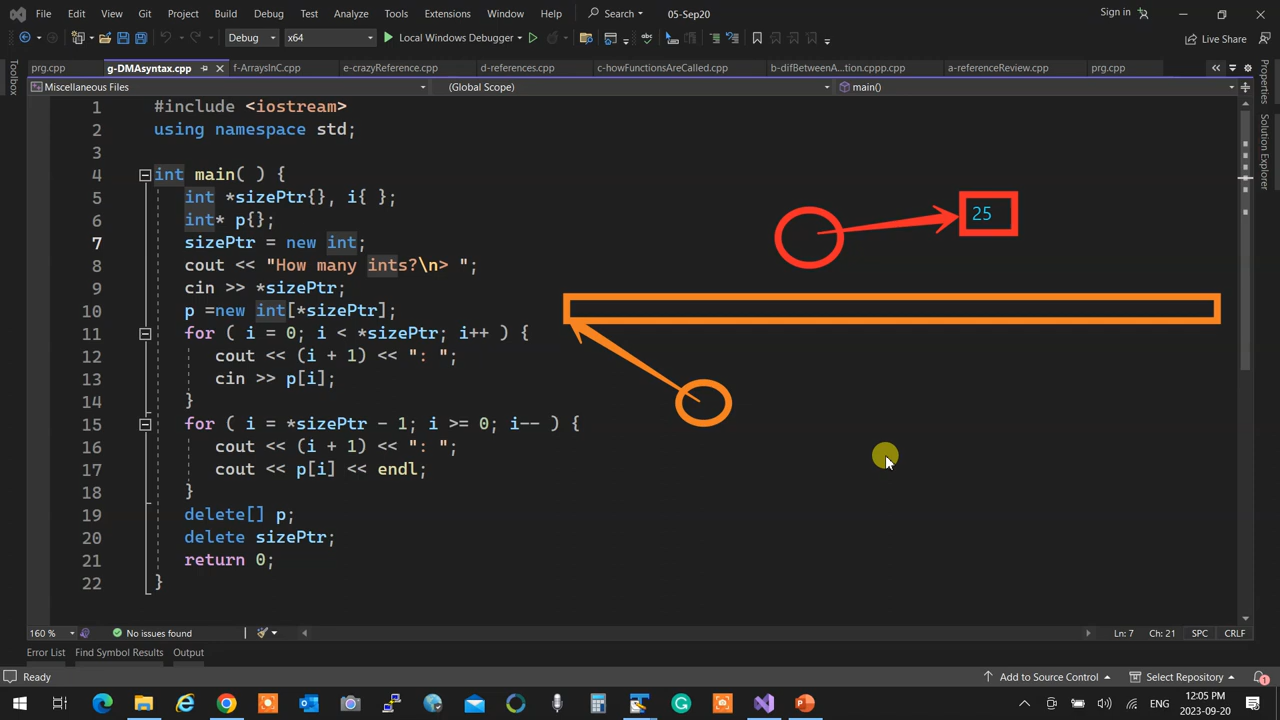 File Edit View Git Project Build Debug Test Analyze Tools Extensions Window Help Search 05-Sep20 Sign in
Debug x64 Local Windows Debugger Live Share
prg.cpp g-DMAsyntax.cpp f-ArraysInC.cpp e-crazyReference.cpp d-references.cpp c-howFunctionsAreCalled.cpp b-difBetweenA...tion.cppp.cpp a-referenceReview.cpp prg.cpp
Miscellaneous Files (Global Scope) main()
Toolbox
Properties
Solution Explorer
1 #include <iostream>
2 using namespace std;
3
4 int main( ) {
5 int *sizePtr{}, i{ };
6 int* p{};
7 sizePtr = new int;
8 cout << "How many ints?\n> ";
9 cin >> *sizePtr;
10 p =new int[*sizePtr];
11 for ( i = 0; i < *sizePtr; i++ ) {
12 cout << (i + 1) << ": ";
13 cin >> p[i];
14 }
15 for ( i = *sizePtr - 1; i >= 0; i-- ) {
16 cout << (i + 1) << ": ";
17 cout << p[i] << endl;
18 }
19 delete[] p;
20 delete sizePtr;
21 return 0;
22 }
25
160 % No issues found Ln: 7 Ch: 21 SPC CRLF
Error List Find Symbol Results Output
Ready Add to Source Control Select Repository 1
ENG 12:05 PM
2023-09-20